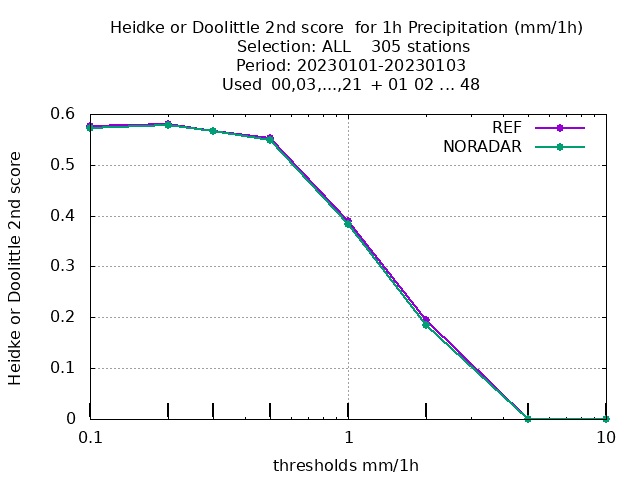 Heidke or Doolittle 2nd score  for 1h Precipitation (mm/1h)
Selection: ALL    305 stations
Period: 20230101-20230103
Used  00,03,...,21  + 01 02 ... 48
REF
NORADAR
Heidke or Doolittle 2nd score
0.6
0.5
0.4
0.3
0.2
0.1
0
0.1
1
10
thresholds mm/1h